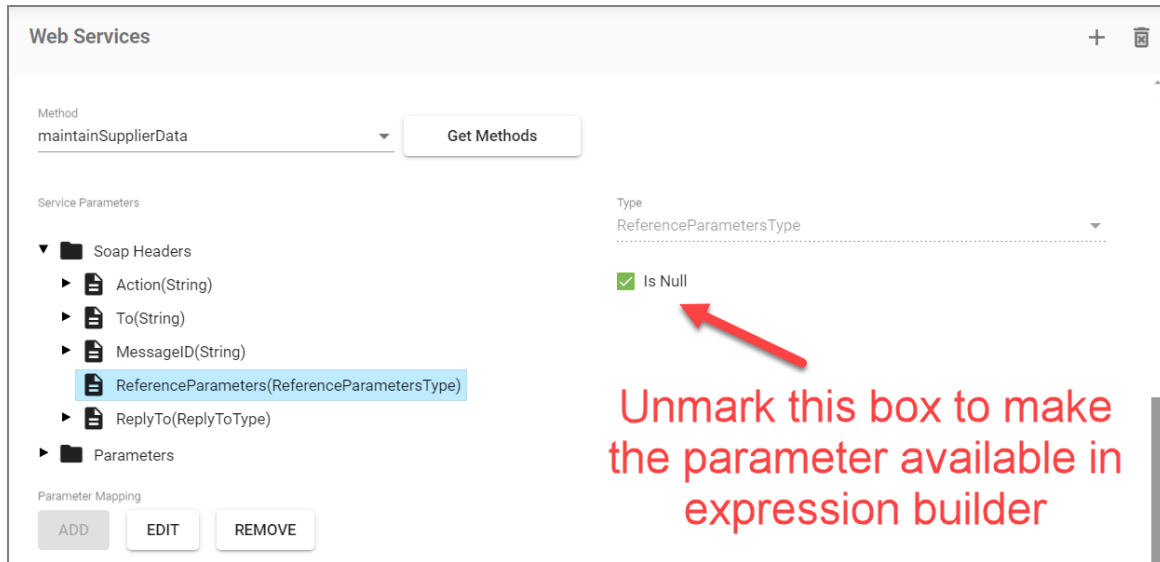 Web Services
Method
maintainSupplierData
Get Methods
Service Parameters
Type
ReferenceParametersType
Soap Headers
Is Null
Action(String)
To(String)
MessageID(String)
ReferenceParameters(ReferenceParametersType)
ReplyTo(ReplyToType)
Parameters
Unmark this box to make
the parameter available in
expression builder
Parameter Mapping
ADD
EDIT
REMOVE